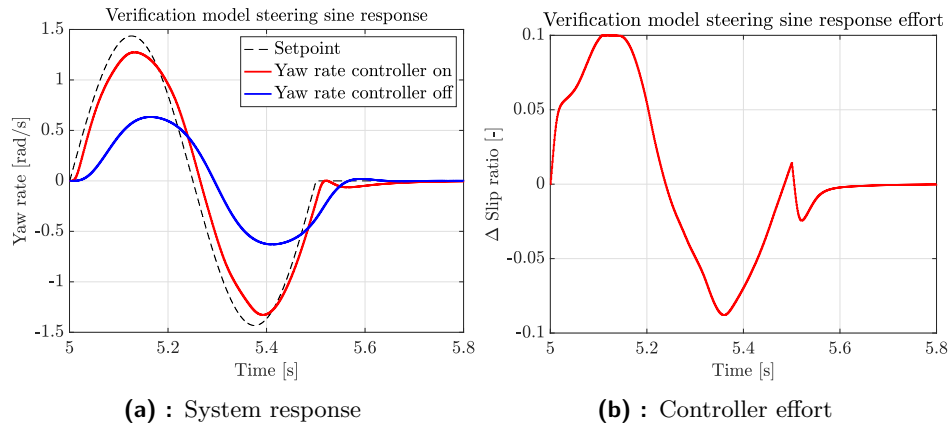 Verification model steering sine response
1.5
1
0.5
0
-0.5
-1
-1.5
Yaw rate [rad/s]
Setpoint
Yaw rate controller on
Yaw rate controller off
5
5.2
5.4
5.6
5.8
Time [s]
(a) : System response
Verification model steering sine response effort
0.1
0.05
0
-0.05
-0.1
Δ Slip ratio [-]
5
5.2
5.4
5.6
5.8
Time [s]
(b) : Controller effort